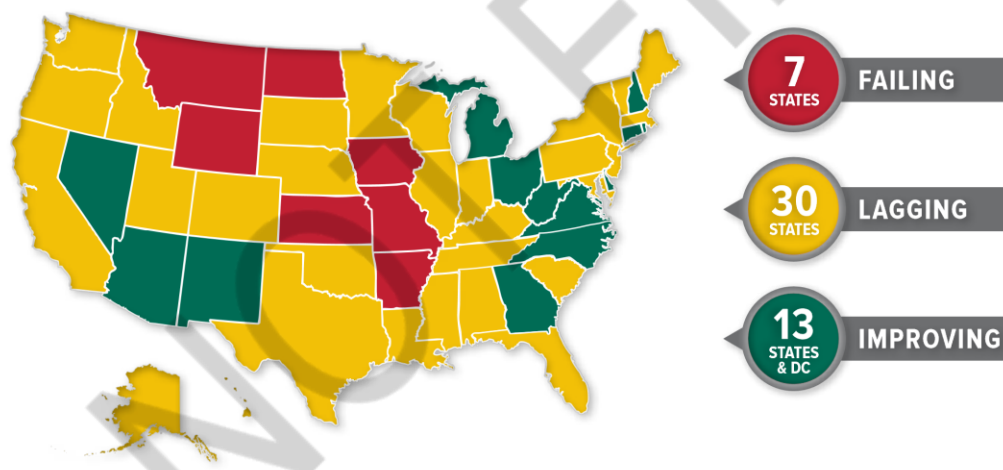 7
STATES
FAILING
30
STATES
LAGGING
13
STATES
& DC
IMPROVING